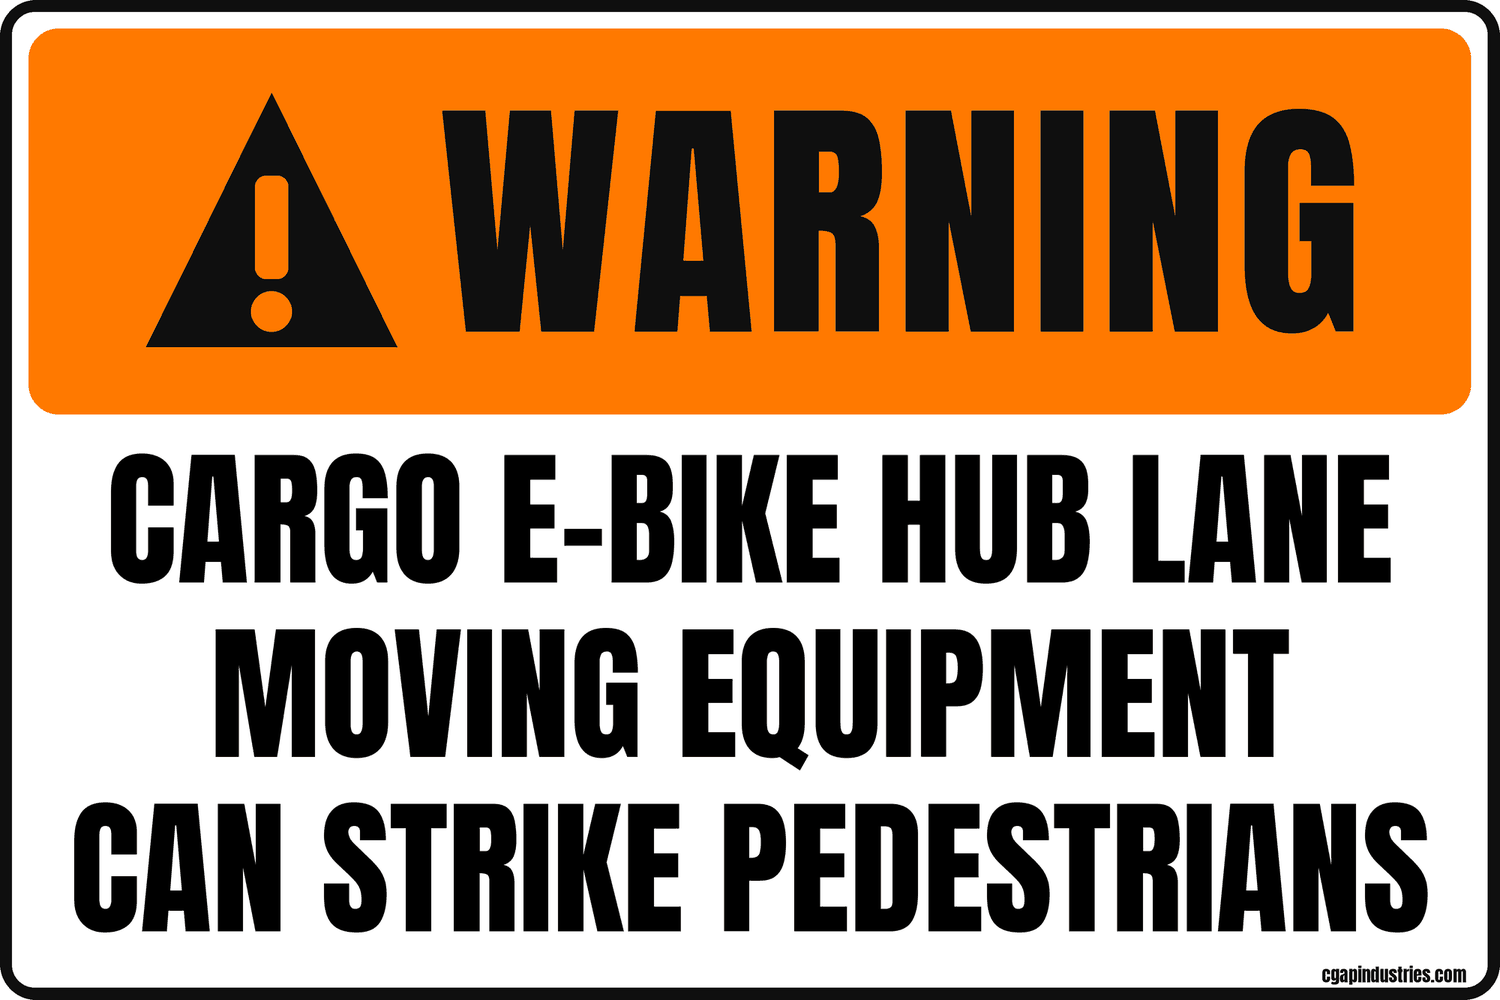 WARNING
CARGO E-BIKE HUB LANE
MOVING EQUIPMENT
CAN STRIKE PEDESTRIANS
cgapindustries.com